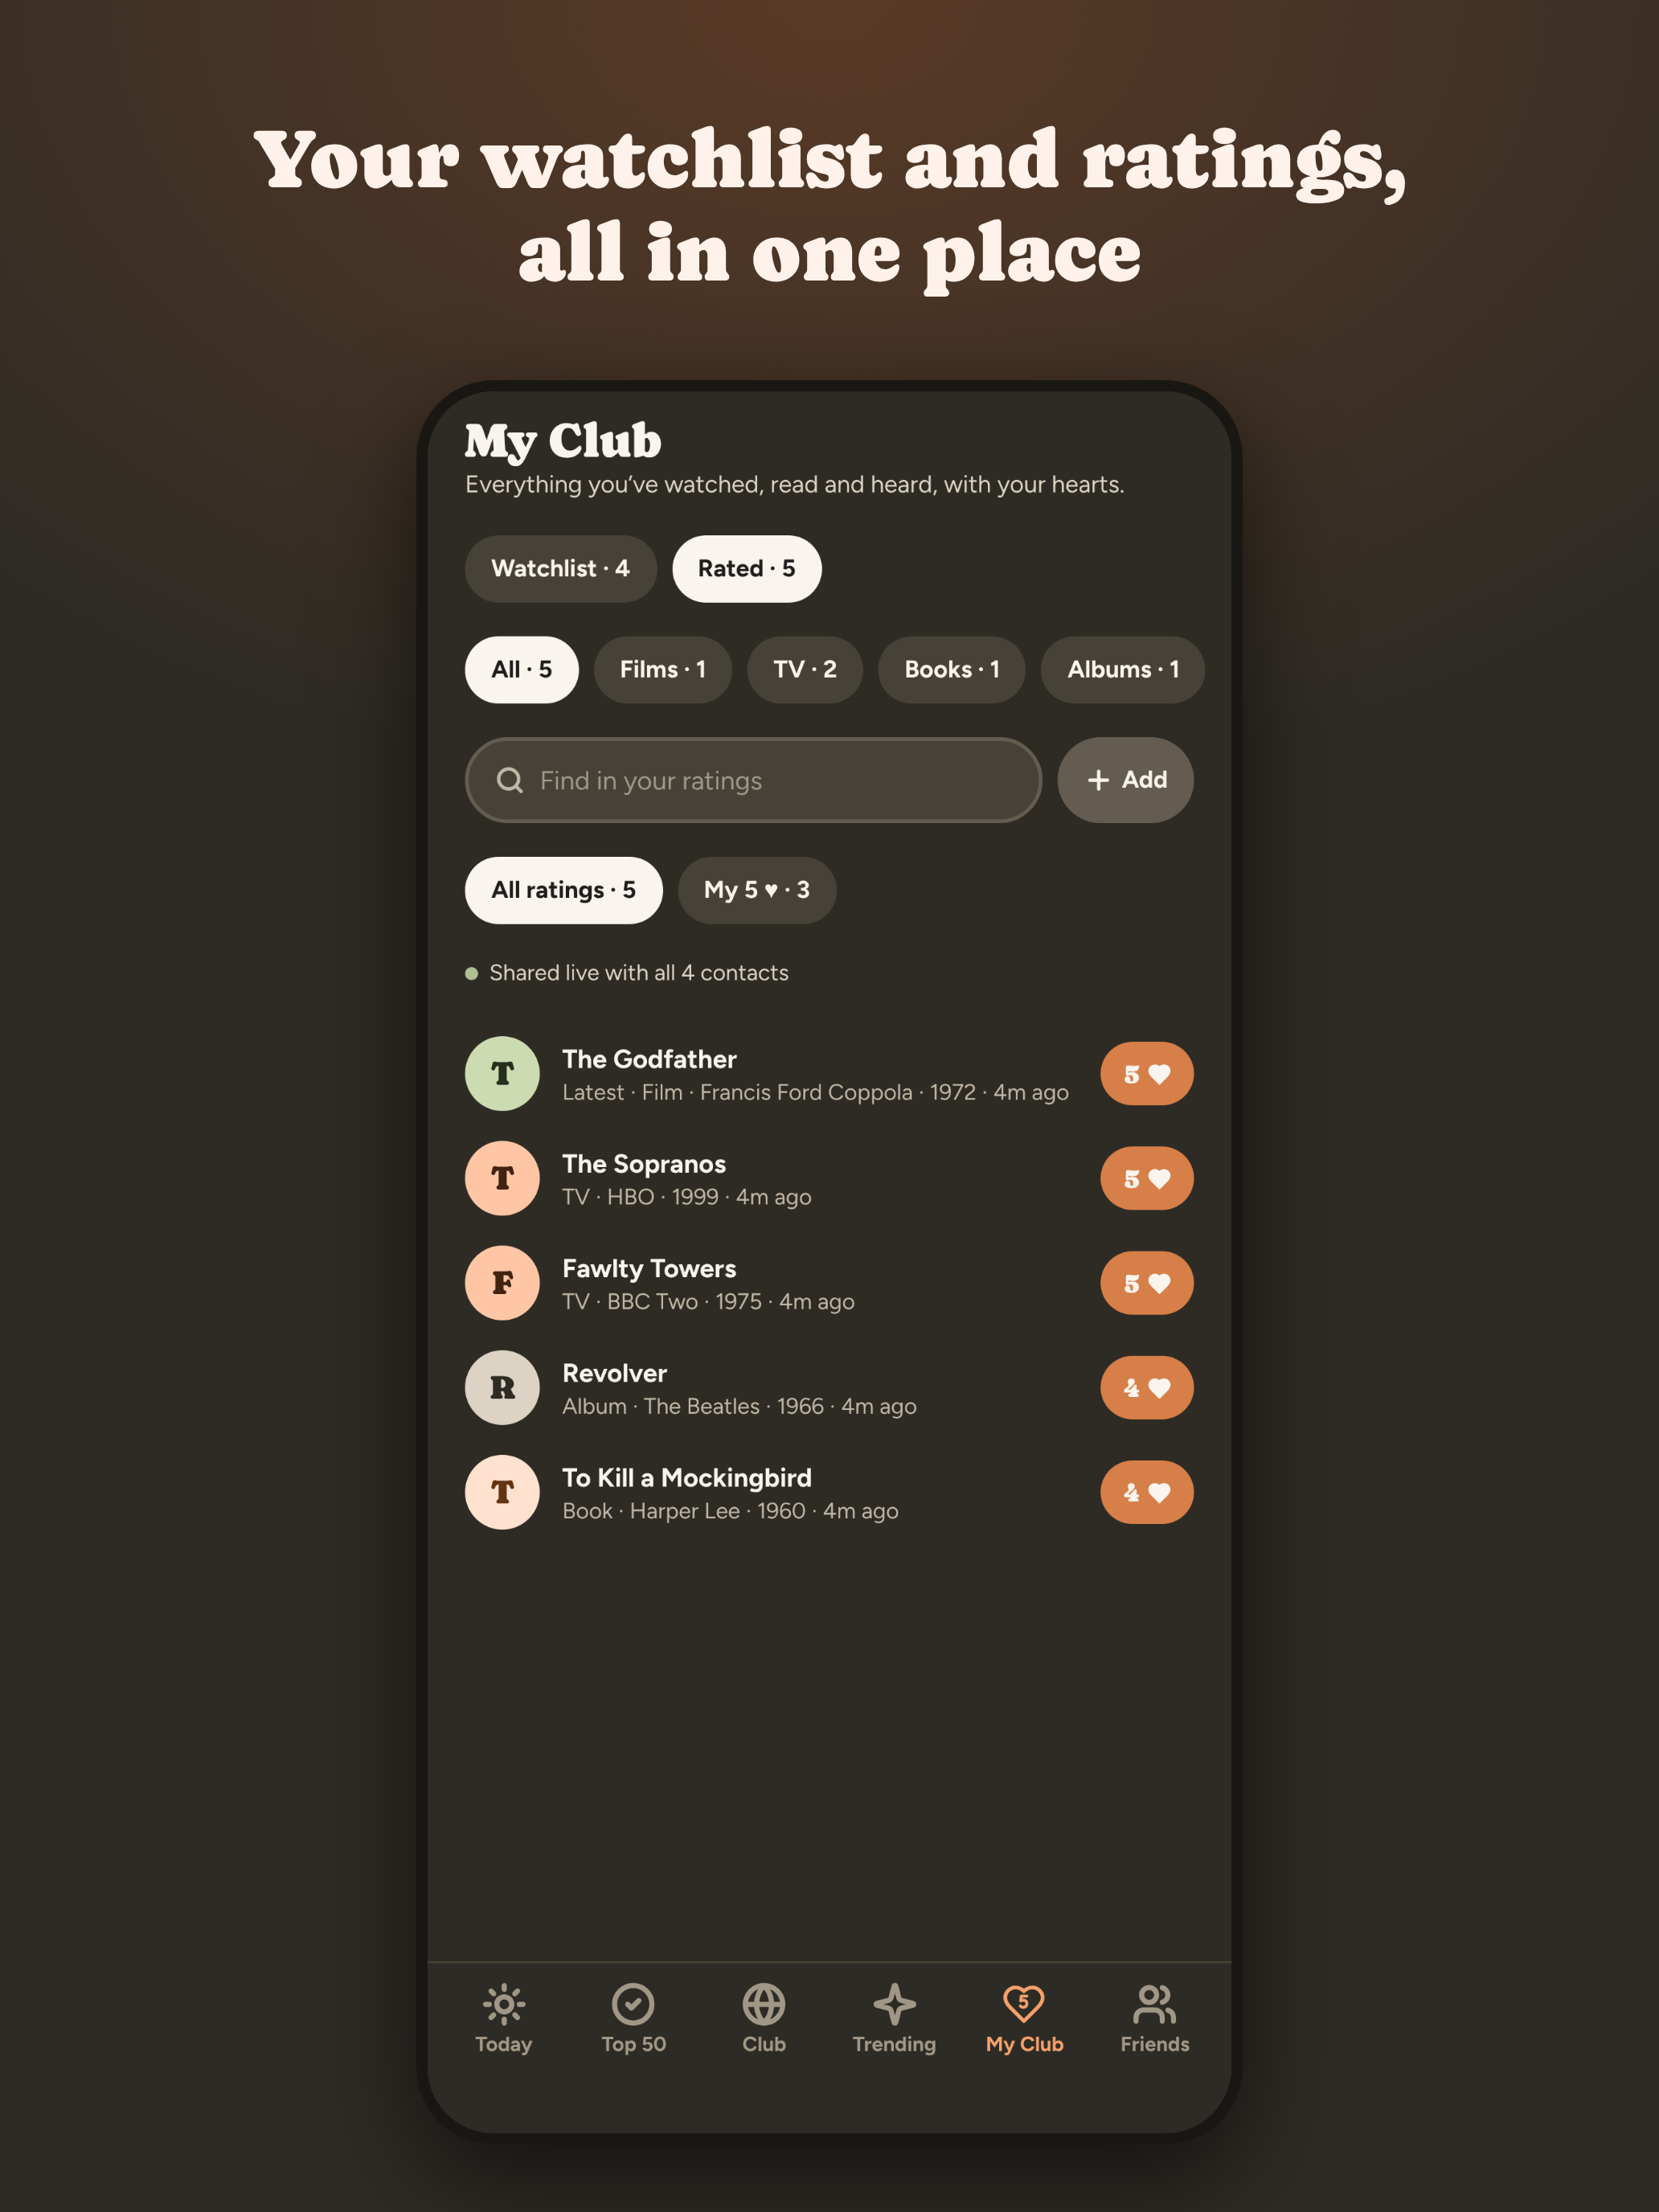 Your watchlist and ratings,
all in one place
My Club
Everything you’ve watched, read and heard, with your hearts.
Watchlist · 4 Rated · 5
All · 5 Films · 1 TV · 2 Books · 1 Albums · 1
Find in your ratings + Add
All ratings · 5 My 5 ♥ · 3
Shared live with all 4 contacts
T The Godfather 5 ♥
Latest · Film · Francis Ford Coppola · 1972 · 4m ago
T The Sopranos 5 ♥
TV · HBO · 1999 · 4m ago
F Fawlty Towers 5 ♥
TV · BBC Two · 1975 · 4m ago
R Revolver 4 ♥
Album · The Beatles · 1966 · 4m ago
T To Kill a Mockingbird 4 ♥
Book · Harper Lee · 1960 · 4m ago
5
Today Top 50 Club Trending My Club Friends